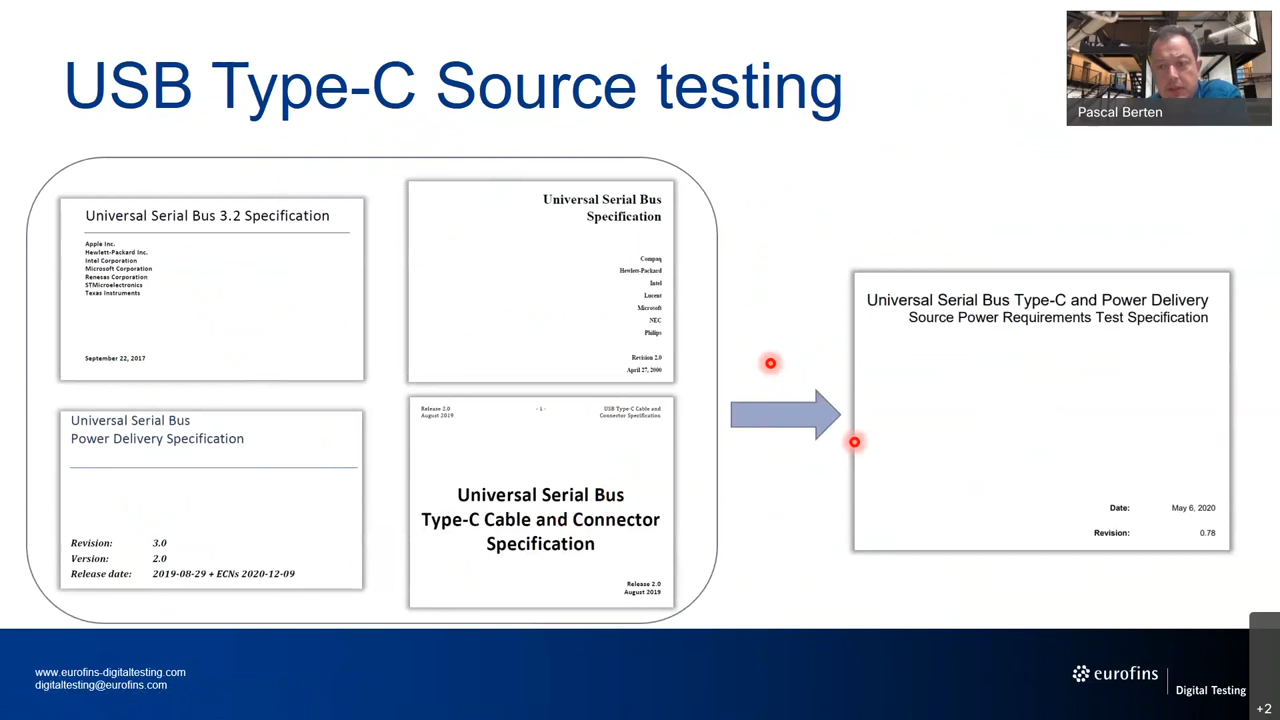 USB Type-C Source testing
Pascal Berten
Universal Serial Bus 3.2 Specification
Apple Inc.
Hewlett-Packard Inc.
Intel Corporation
Microsoft Corporation
Renesas Corporation
STMicroelectronics
Texas Instruments
September 22, 2017
Universal Serial Bus
Specification
Compaq
Hewlett-Packard
Intel
Lucent
Microsoft
NEC
Philips
Revision 2.0
April 27, 2000
Universal Serial Bus
Power Delivery Specification
Revision: 3.0
Version: 2.0
Release date: 2019-08-29 + ECNs 2020-12-09
Release 2.0 - 1 - USB Type-C Cable and
August 2019 Connector Specification
Universal Serial Bus
Type-C Cable and Connector
Specification
Release 2.0
August 2019
Universal Serial Bus Type-C and Power Delivery
Source Power Requirements Test Specification
Date: May 6, 2020
Revision: 0.78
www.eurofins-digitaltesting.com
digitaltesting@eurofins.com
eurofins
Digital Testing
+2